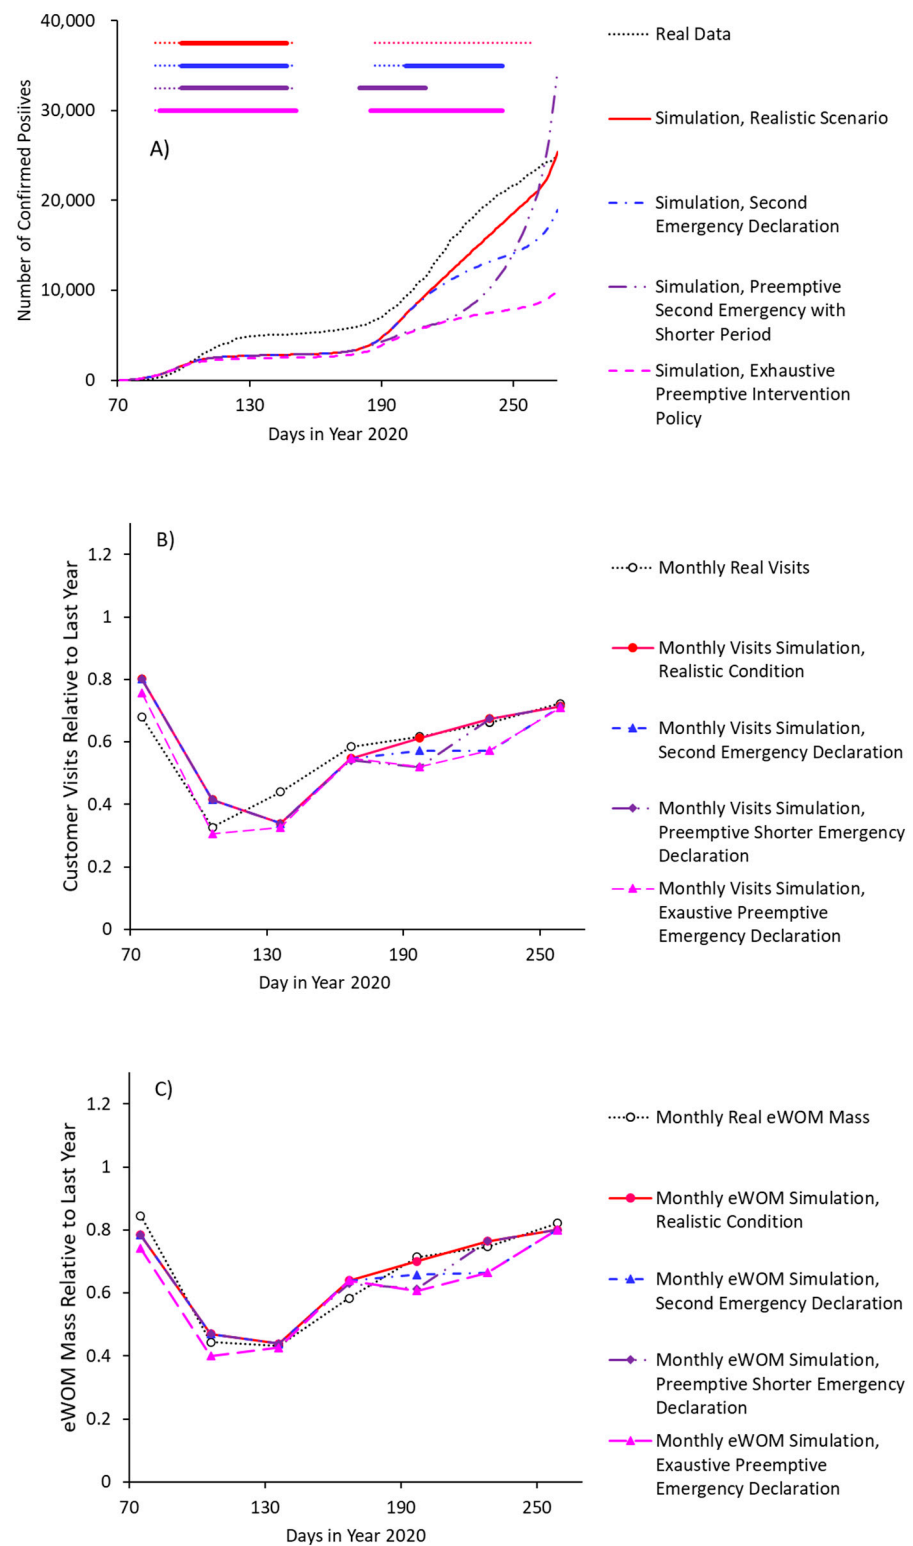 40,000
30,000
20,000
10,000
0
Number of Confirmed Posiives
A)
70
130
190
250
Days in Year 2020
Real Data
Simulation, Realistic Scenario
Simulation, Second
Emergency Declaration
Simulation, Preemptive
Second Emergency with
Shorter Period
Simulation, Exhaustive
Preemptive Intervention
Policy
B)
1.2
1
0.8
0.6
0.4
0.2
0
Customer Visits Relative to Last Year
70
130
190
250
Day in Year 2020
Monthly Real Visits
Monthly Visits Simulation,
Realistic Condition
Monthly Visits Simulation,
Second Emergency Declaration
Monthly Visits Simulation,
Preemptive Shorter Emergency
Declaration
Monthly Visits Simulation,
Exaustive Preemptive
Emergency Declaration
C)
1.2
1
0.8
0.6
0.4
0.2
0
eWOM Mass Relative to Last Year
70
130
190
250
Days in Year 2020
Monthly Real eWOM Mass
Monthly eWOM Simulation,
Realistic Condition
Monthly eWOM Simulation,
Second Emergency Declaration
Monthly eWOM Simulation,
Preemptive Shorter Emergency
Declaration
Monthly eWOM Simulation,
Exaustive Preemptive
Emergency Declaration